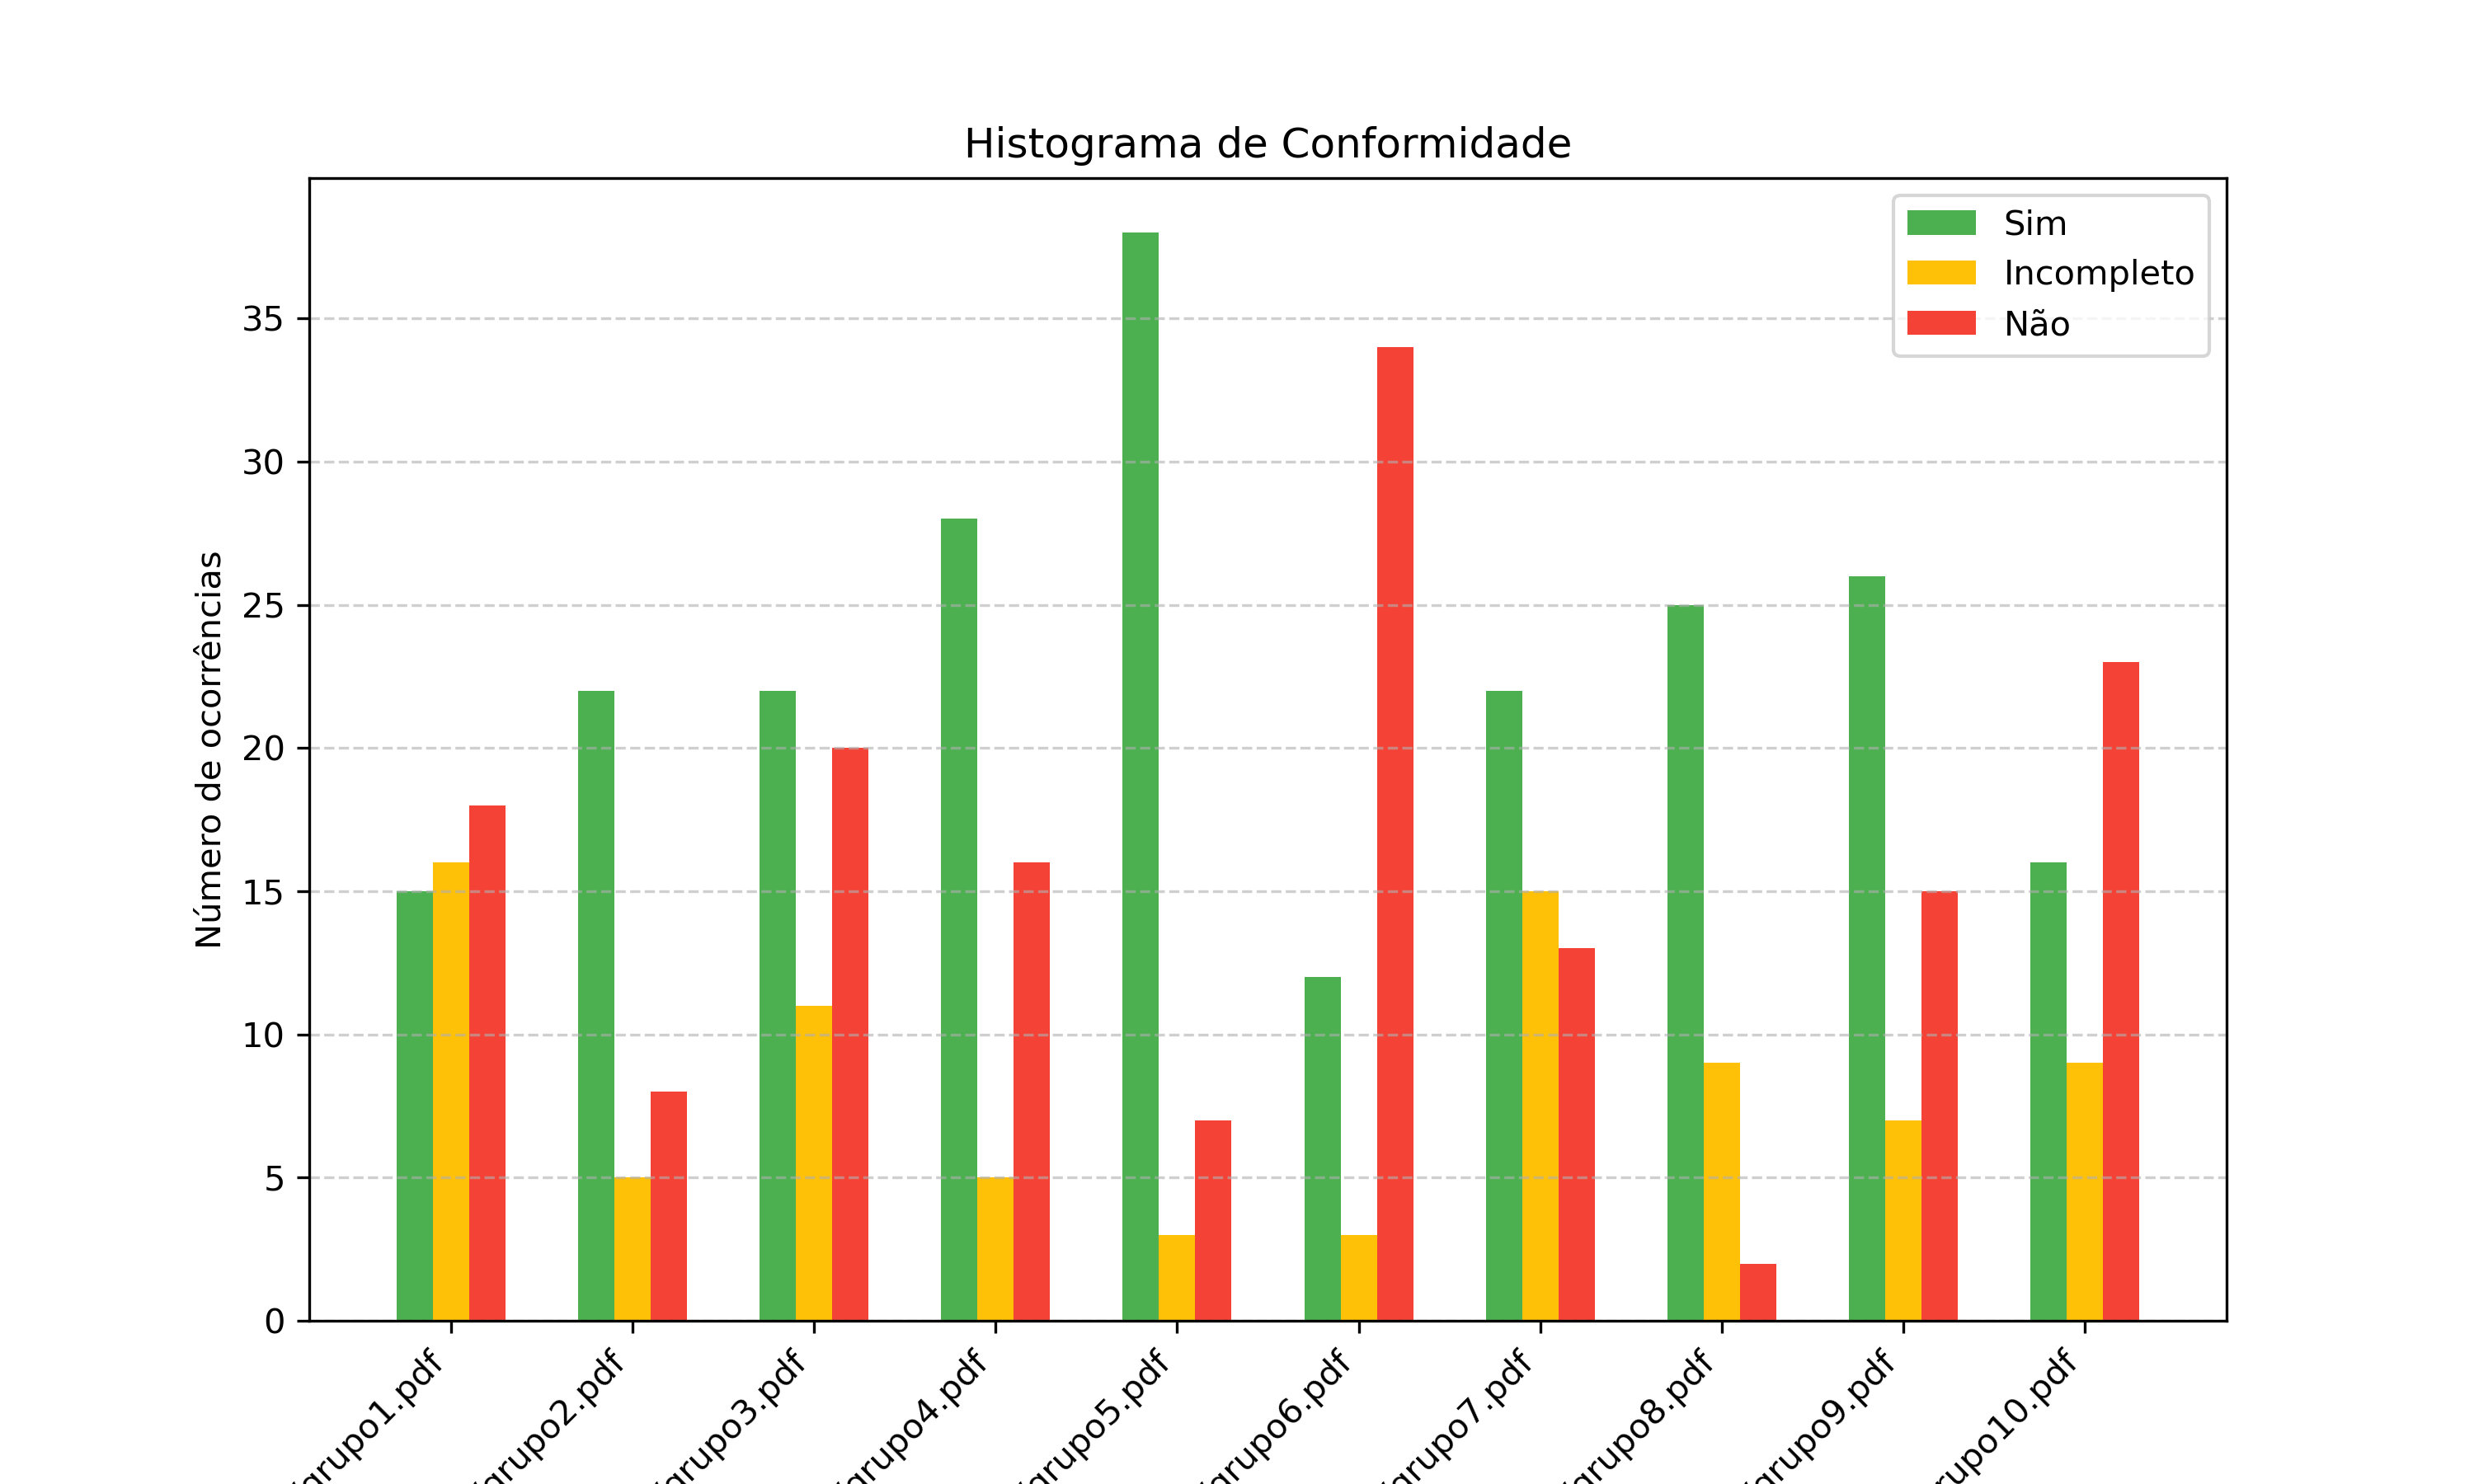 Histograma de Conformidade
Sim
Incompleto
Não
Número de ocorrências
35
30
25
20
15
10
5
0
grupo1.pdf
grupo2.pdf
grupo3.pdf
grupo4.pdf
grupo5.pdf
grupo6.pdf
grupo7.pdf
grupo8.pdf
grupo9.pdf
rupo10.pdf